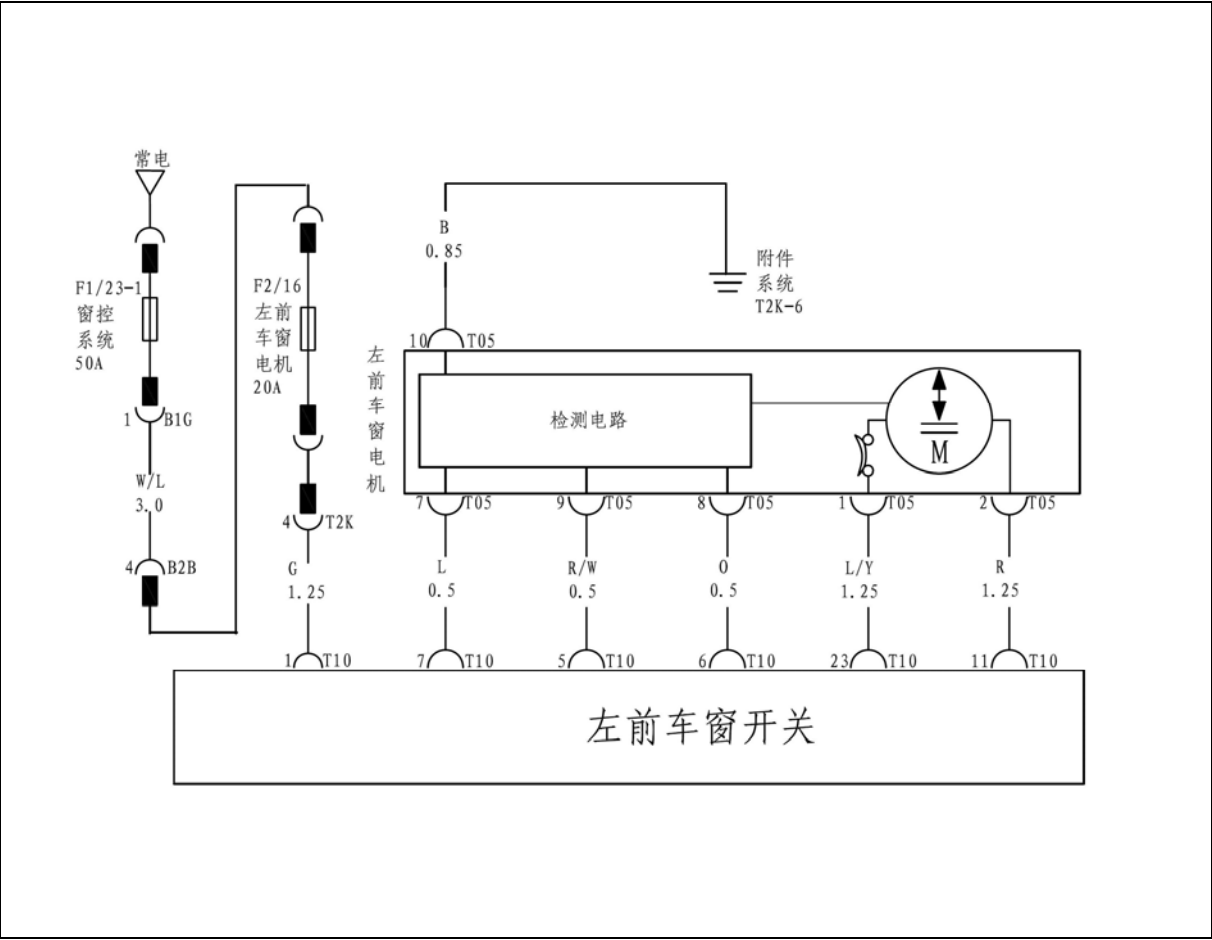 常电
F1/23-1
窗控
系统
50A
1
B1G
W/L
3.0
4
B2B
F2/16
左前
车窗
电机
20A
4
T2K
G
1.25
1
T10
B
0.85
附件
系统
T2K-6
10
T05
左前车窗电机
检测电路
M
7
T05
9
T05
8
T05
1
T05
2
T05
L
0.5
R/W
0.5
O
0.5
L/Y
1.25
R
1.25
7
T10
5
T10
6
T10
23
T10
11
T10
左前车窗开关